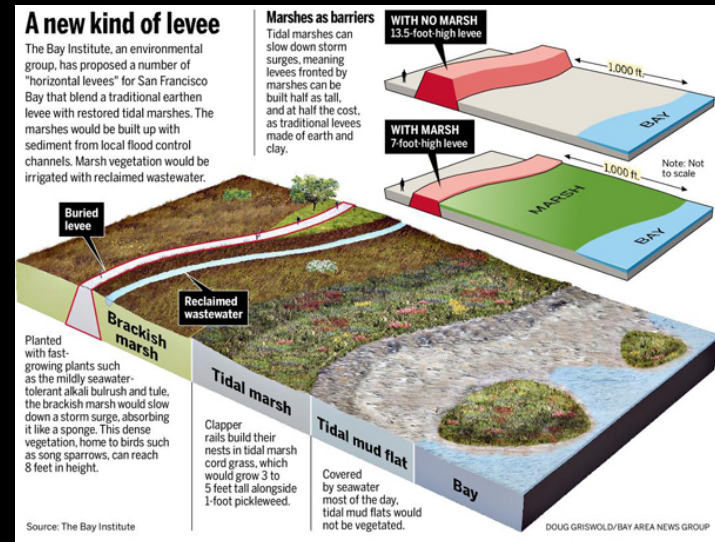 A new kind of levee
The Bay Institute, an environmental
group, has proposed a number of
"horizontal levees" for San Francisco
Bay that blend a traditional earthen
levee with restored tidal marshes. The
marshes would be built up with
sediment from local flood control
channels. Marsh vegetation would be
irrigated with reclaimed wastewater.
Marshes as barriers
Tidal marshes can
slow down storm
surges, meaning
levees fronted by
marshes can be
built half as tall,
and at half the cost,
as traditional levees
made of earth and
clay.
WITH NO MARSH
13.5-foot-high levee
1,000 ft.
BAY
WITH MARSH
7-foot-high levee
1,000 ft.
Note: Not
to scale
MARSH
BAY
Buried
levee
Reclaimed
wastewater
Brackish
marsh
Planted
with fast-
growing plants such
as the mildly seawater-
tolerant alkali bulrush and tule,
the brackish marsh would slow
down a storm surge, absorbing
it like a sponge. This dense
vegetation, home to birds such
as song sparrows, can reach
8 feet in height.
Tidal marsh
Clapper
rails build their
nests in tidal marsh
cord grass, which
would grow 3 to
5 feet tall alongside
1-foot pickleweed.
Tidal mud flat
Covered
by seawater
most of the day,
tidal mud flats would
not be vegetated.
Bay
Source: The Bay Institute
DOUG GRISWOLD/BAY AREA NEWS GROUP